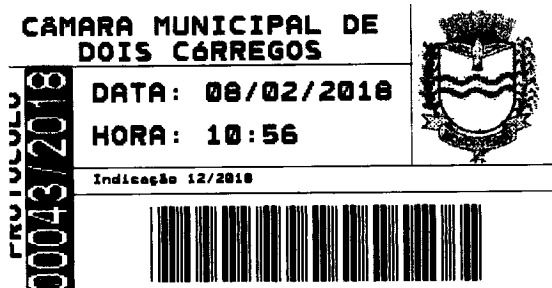 CÂMARA MUNICIPAL DE
DOIS CóRREGOS
DATA: 08/02/2018
HORA: 10:56
Indicação 12/2018
PROTOCOLO
00043/2018